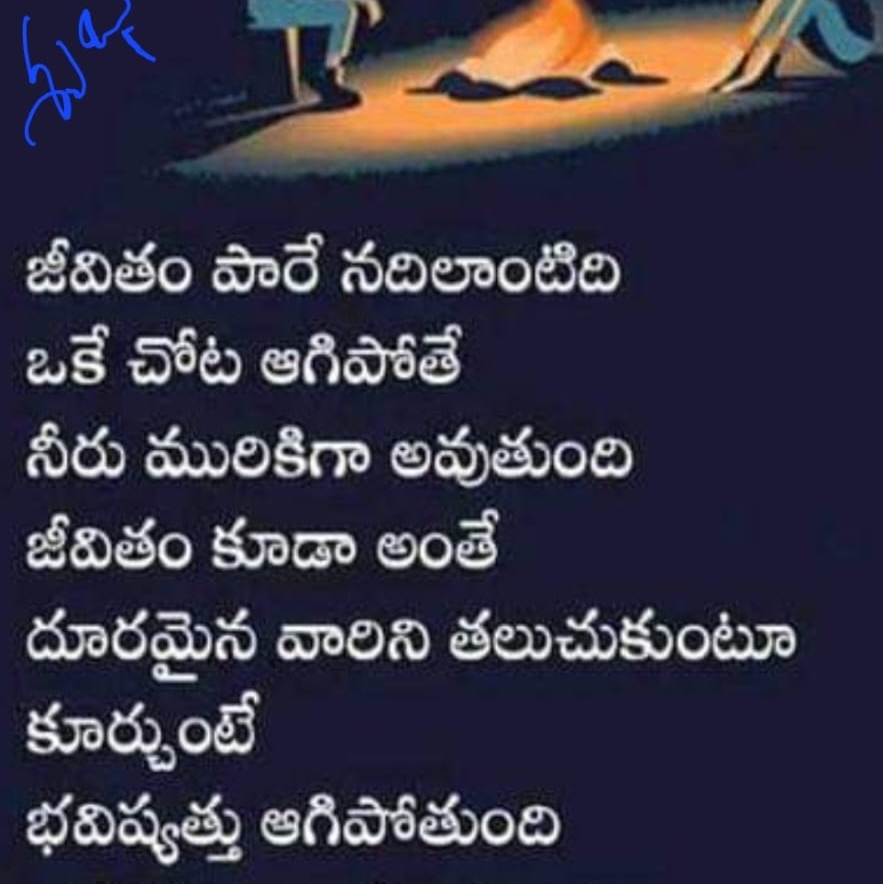 జీవితం పారే నదిలాంటిది
ఒకే చోట ఆగిపోతే
నీరు మురికిగా అవుతుంది
జీవితం కూడా అంతే
దూరమైన వారిని తలుచుకుంటూ
కూర్చుంటే
భవిష్యత్తు ఆగిపోతుంది